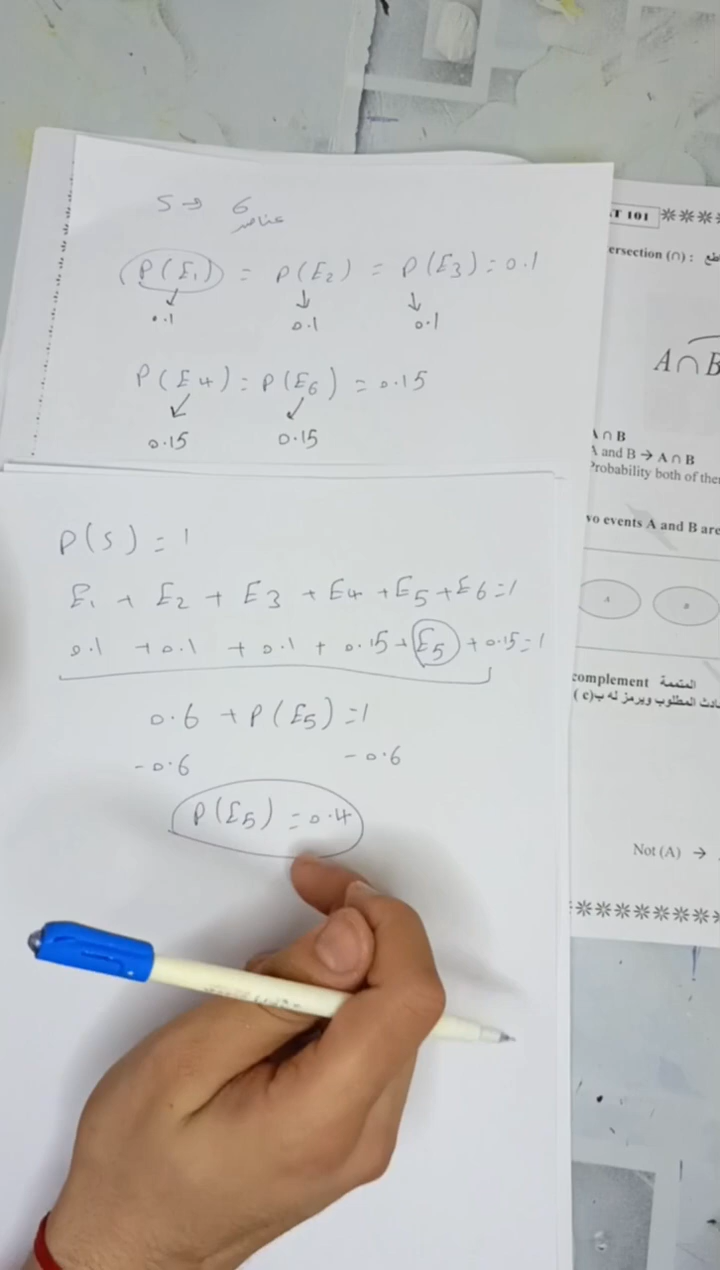 S → 6
عناصر
(P(E₁) = P(E₂) = P(E₃) = 0.1
0.1 0.1 0.1
P(E4) = P(E₆) = 0.15
0.15 0.15
P(S) = 1
E₁ + E₂ + E3 + E4 + E₅ + E6 = 1
0.1 + 0.1 + 0.1 + 0.15 + E₅ + 0.15 = 1
0.6 + P(E₅) = 1
-0.6 -0.6
P(E₅) = 0.4
T 101 ****
ersection (∩) :
A∩B
A ∩ B
A and B → A ∩ B
Probability both of the
wo events A and B are
A B
complement المتممة
المطلوب ويرمز له ب(c )
Not (A) →
********